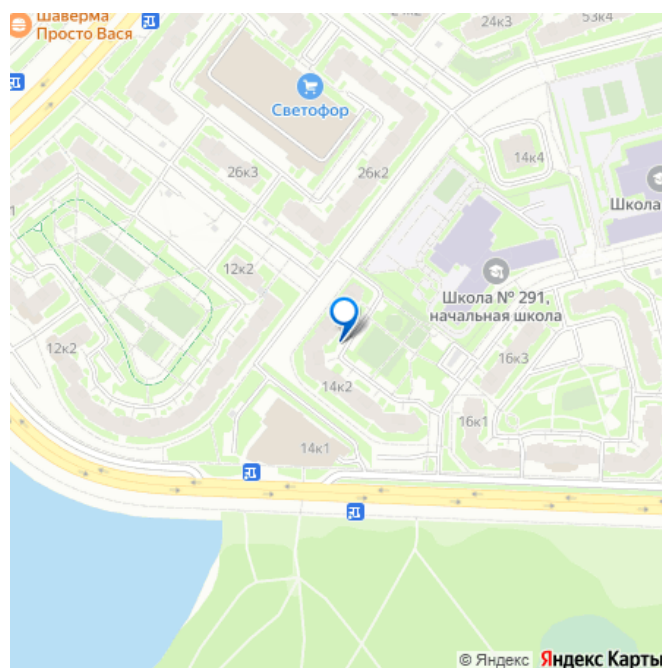 Шаверма
Просто Вася
24к3
53к4
Светофор
14к4
26к3
26к2
Школа
12к2
Школа № 291,
начальная школа
12к2
16к3
14к2
16к1
14к1
© Яндекс Яндекс Карты